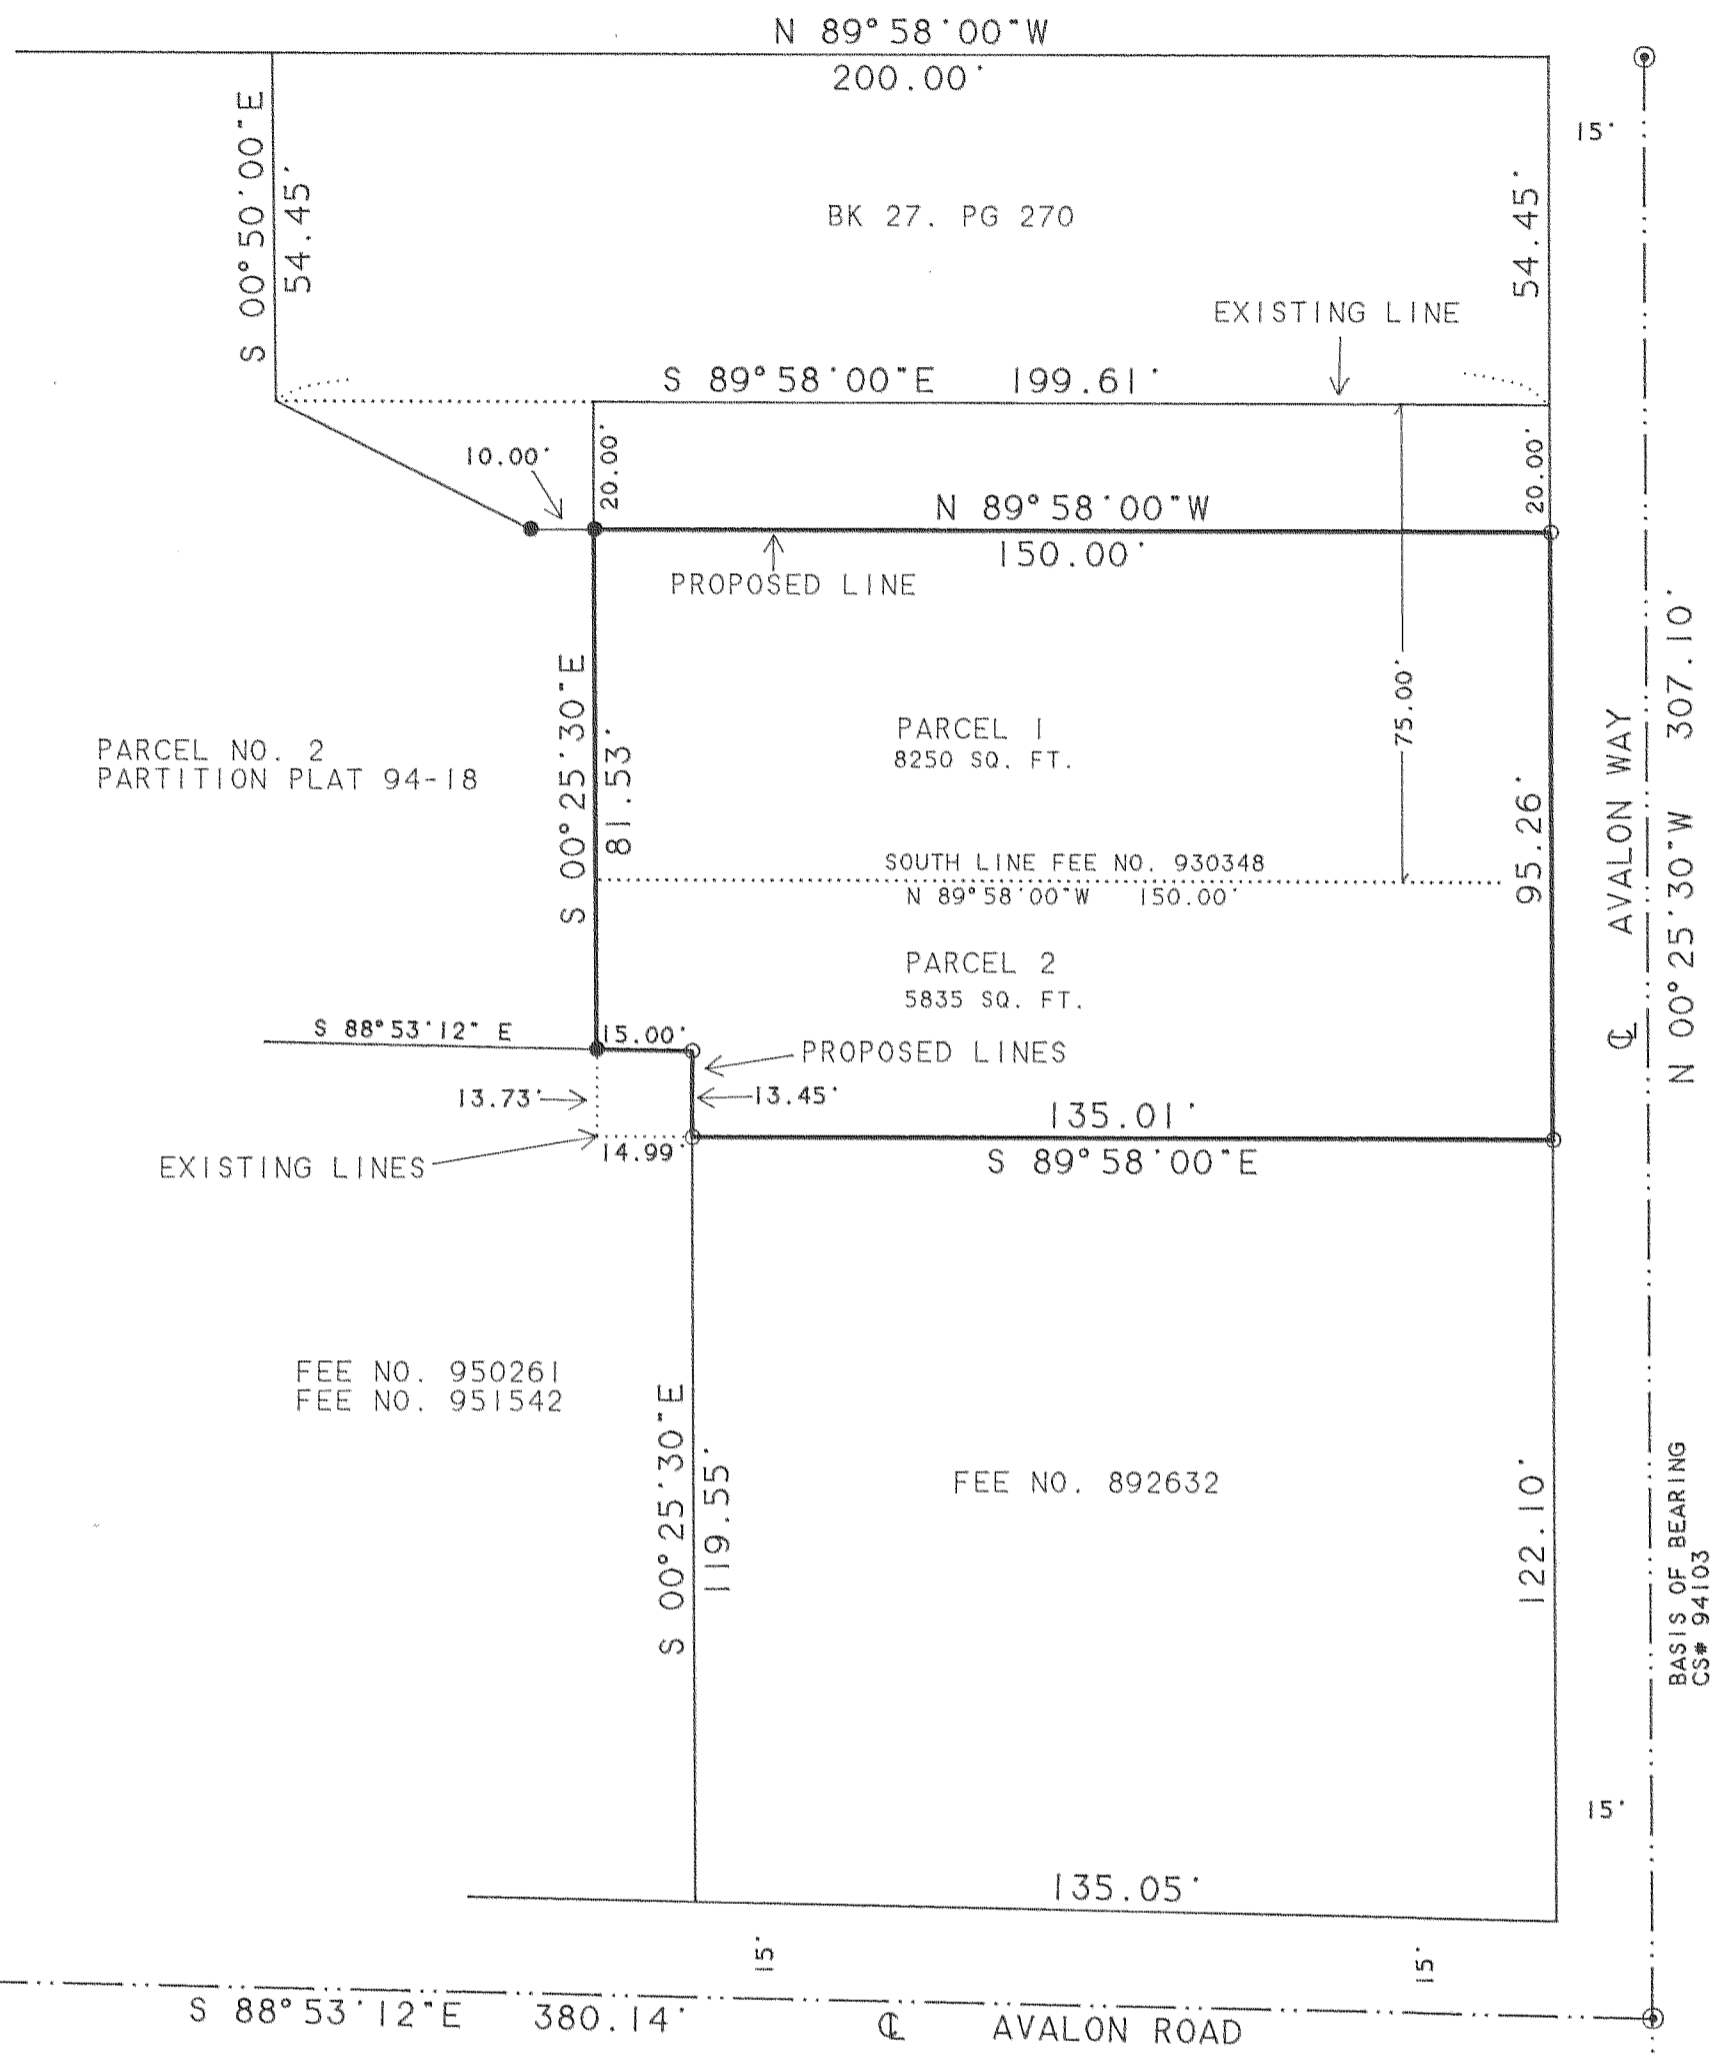 N 89°58'00"W
200.00'
15'
S 00°50'00"E
54.45'
54.45'
BK 27. PG 270
EXISTING LINE
S 89°58'00"E 199.61'
10.00'
20.00'
20.00'
N 89°58'00"W
150.00'
PROPOSED LINE
S 00°25'30"E
81.53'
PARCEL NO. 2
PARTITION PLAT 94-18
PARCEL 1
8250 SQ. FT.
75.00'
95.26'
AVALON WAY
N 00°25'30"W 307.10'
SOUTH LINE FEE NO. 930348
N 89°58'00"W 150.00'
PARCEL 2
5835 SQ. FT.
S 88°53'12" E
15.00'
PROPOSED LINES
13.73'
13.45'
135.01'
S 89°58'00"E
14.99'
EXISTING LINES
FEE NO. 950261
FEE NO. 951542
S 00°25'30"E
119.55'
FEE NO. 892632
122.10'
BASIS OF BEARING
CS# 94103
15'
135.05'
15'
15'
S 88°53'12"E 380.14' ℄ AVALON ROAD
℄